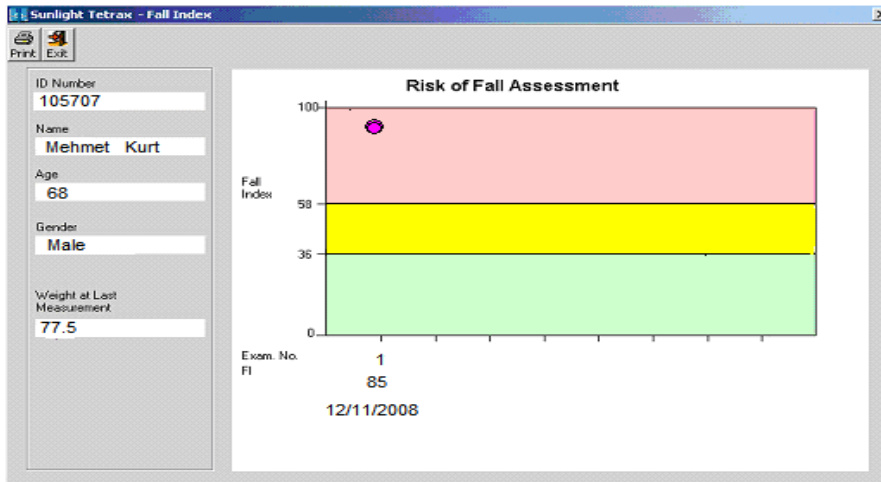 Sunlight Tetrax - Fall Index
Print Exit
ID Number
105707
Name
Mehmet Kurt
Age
68
Gender
Male
Weight at Last
Measurement
77.5
Risk of Fall Assessment
100
Fall
Index
58
36
0
Exam. No.
1
FI
85
12/11/2008